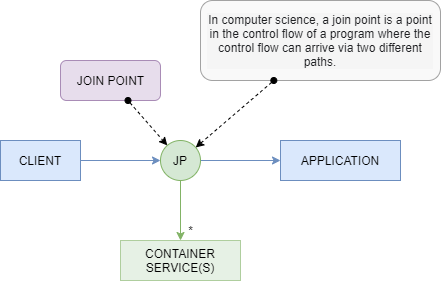 In computer science, a join point is a point
in the control flow of a program where the
control flow can arrive via two different
paths.
JOIN POINT
CLIENT
JP
APPLICATION
*
CONTAINER
SERVICE(S)